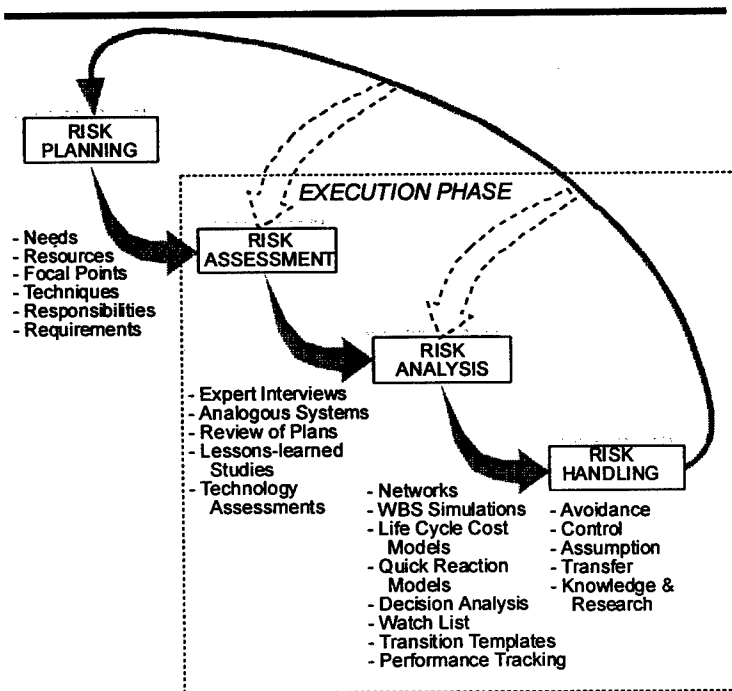 RISK
PLANNING
- Needs
- Resources
- Focal Points
- Techniques
- Responsibilities
- Requirements
EXECUTION PHASE
RISK
ASSESSMENT
- Expert Interviews
- Analogous Systems
- Review of Plans
- Lessons-learned
Studies
- Technology
Assessments
RISK
ANALYSIS
- Networks
- WBS Simulations
- Life Cycle Cost
Models
- Quick Reaction
Models
- Decision Analysis
- Watch List
- Transition Templates
- Performance Tracking
RISK
HANDLING
- Avoidance
- Control
- Assumption
- Transfer
- Knowledge &
Research